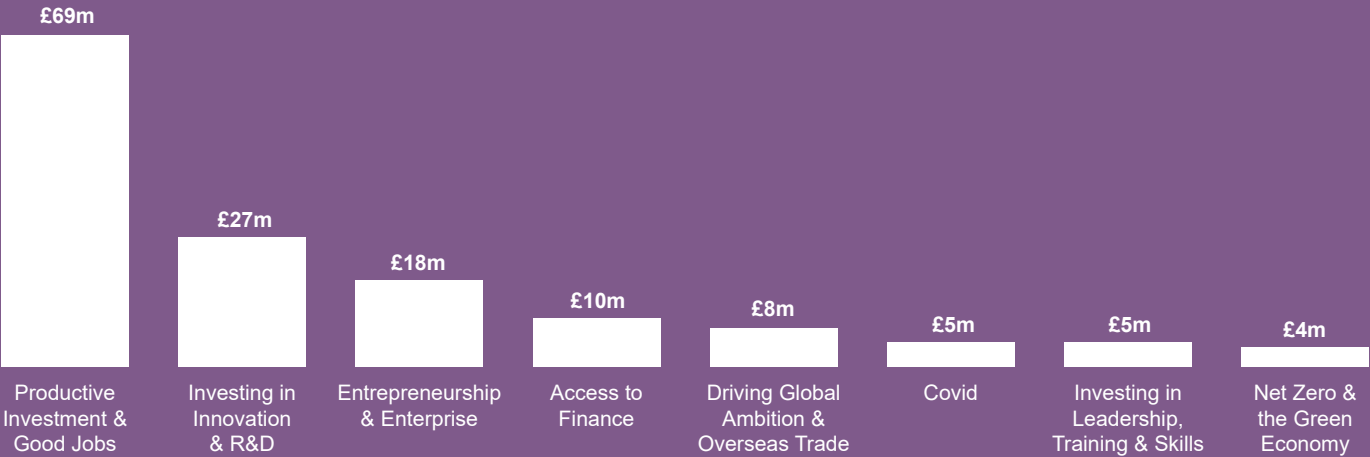 £69m
£27m
£18m
£10m
£8m
£5m
£5m
£4m
Productive
Investment &
Good Jobs
Investing in
Innovation
& R&D
Entrepreneurship
& Enterprise
Access to
Finance
Driving Global
Ambition &
Overseas Trade
Covid
Investing in
Leadership,
Training & Skills
Net Zero &
the Green
Economy